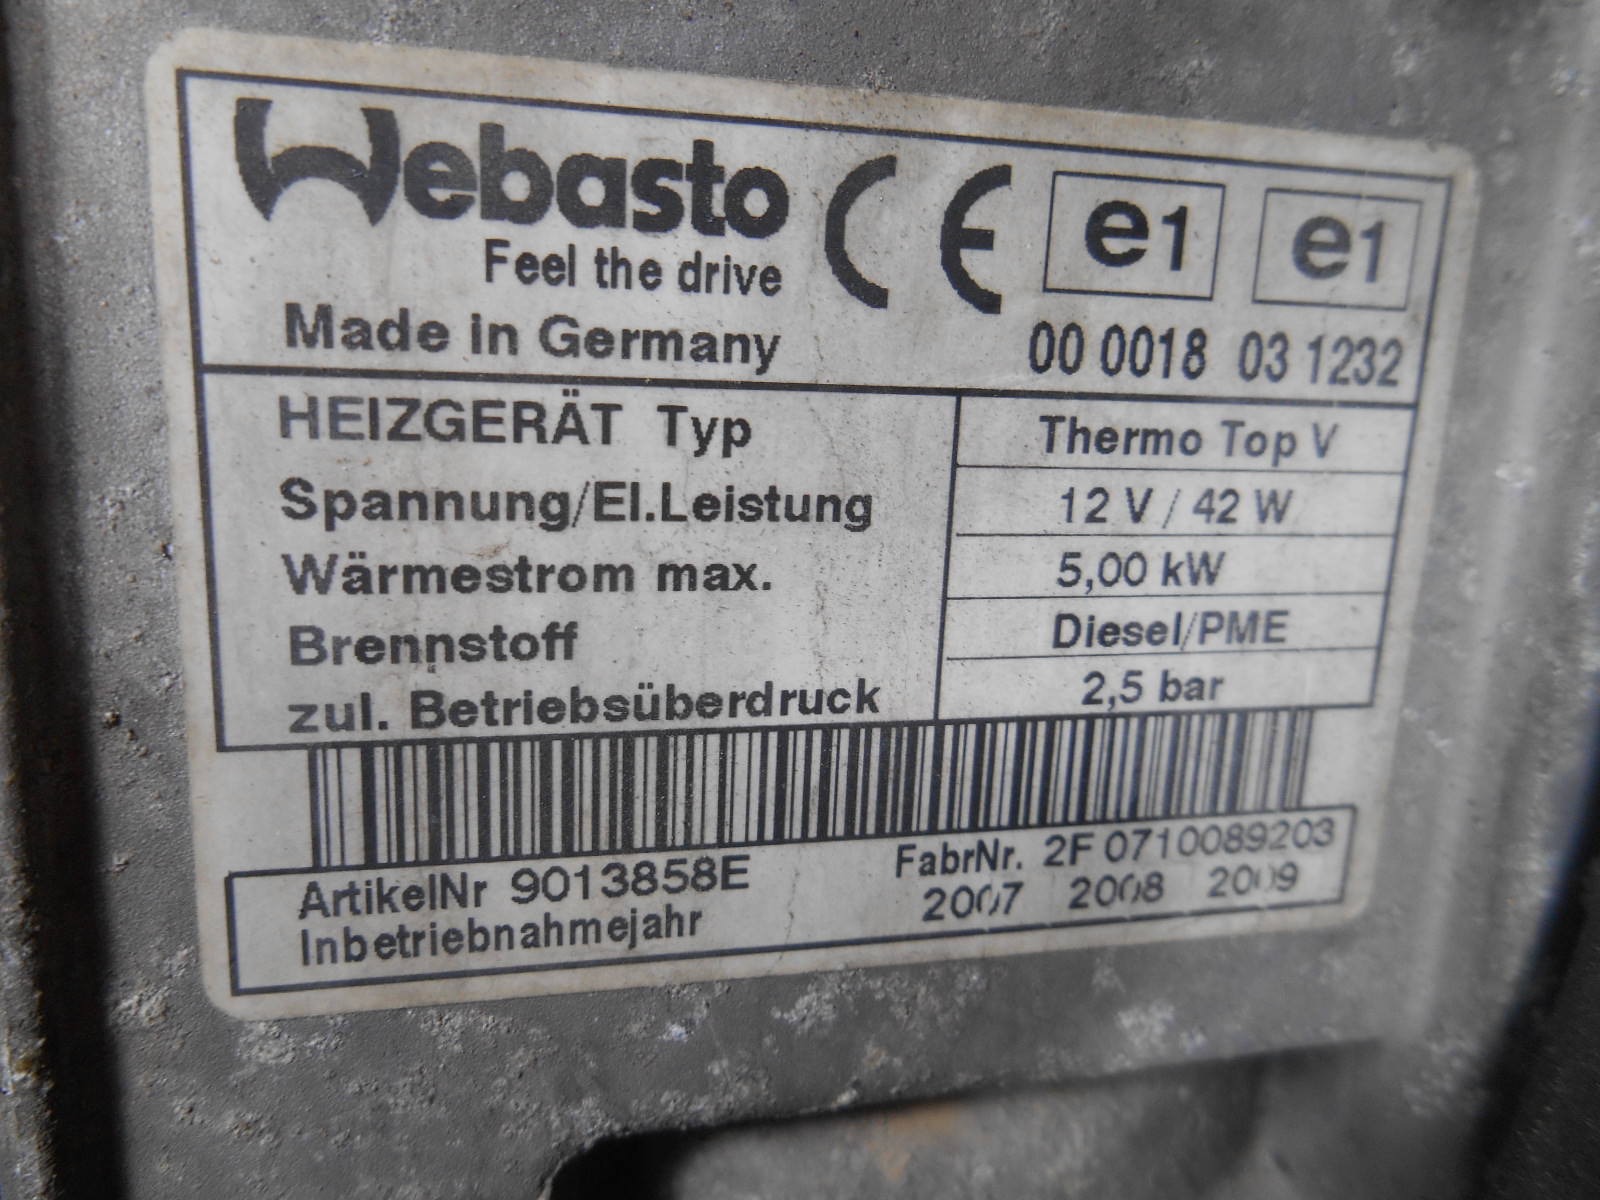 Webasto
Feel the drive
Made in Germany
CE e1 e1
00 0018 03 1232
HEIZGERÄT Typ Thermo Top V
Spannung/El.Leistung 12 V / 42 W
Wärmestrom max. 5,00 kW
Brennstoff Diesel/PME
zul. Betriebsüberdruck 2,5 bar
ArtikelNr 9013858E FabrNr. 2F 0710089203
Inbetriebnahmejahr 2007 2008 2009